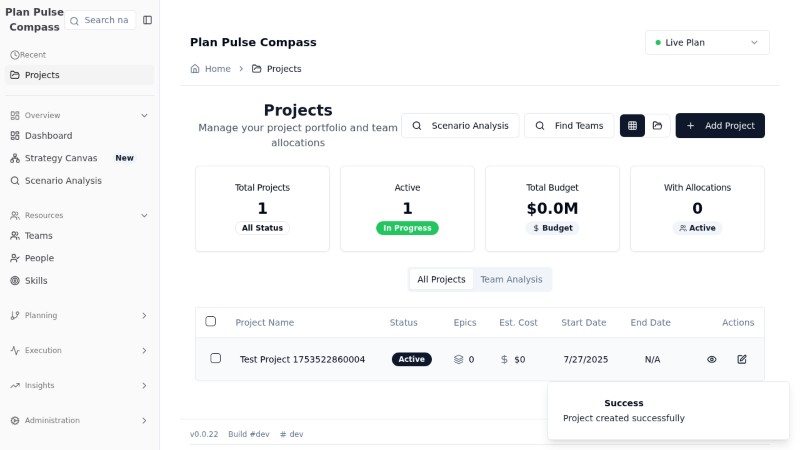 Plan Pulse
Compass
Search na
Recent
Projects
Overview
Dashboard
Strategy Canvas New
Scenario Analysis
Resources
Teams
People
Skills
Planning
Execution
Insights
Administration
Plan Pulse Compass
Live Plan
Home
Projects
Projects
Manage your project portfolio and team
allocations
Scenario Analysis
Find Teams
Add Project
Total Projects
1
All Status
Active
1
In Progress
Total Budget
$0.0M
Budget
With Allocations
0
Active
All Projects Team Analysis
Project Name Status Epics Est. Cost Start Date End Date Actions
Test Project 1753522860004 Active 0 $0 7/27/2025 N/A
Success
Project created successfully
v0.0.22 Build #dev # dev